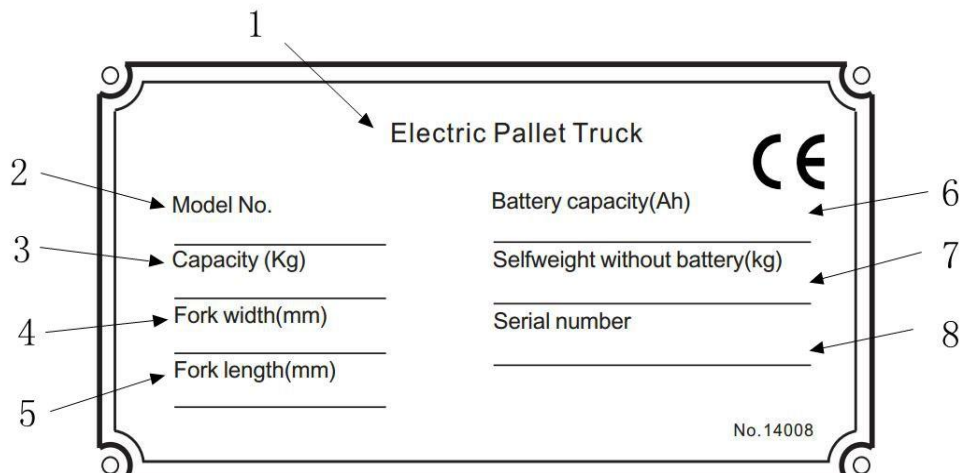 1
Electric Pallet Truck
CE
2
Model No.
Battery capacity(Ah)
6
3
Capacity (Kg)
Selfweight without battery(kg)
7
4
Fork width(mm)
Serial number
8
5
Fork length(mm)
No.14008